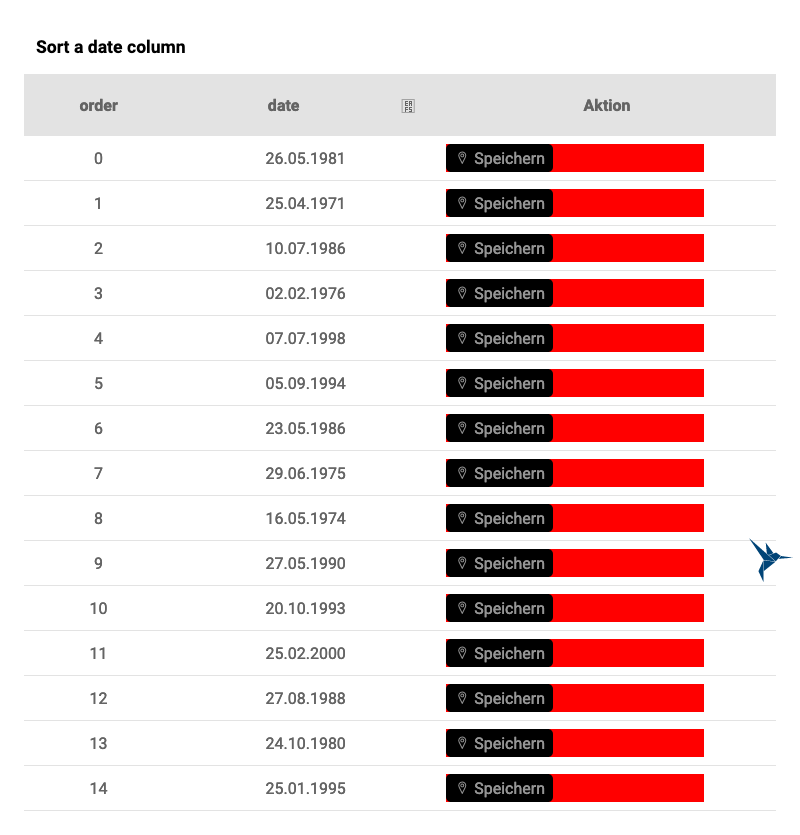 Sort a date column
order date Aktion
0 26.05.1981 Speichern
1 25.04.1971 Speichern
2 10.07.1986 Speichern
3 02.02.1976 Speichern
4 07.07.1998 Speichern
5 05.09.1994 Speichern
6 23.05.1986 Speichern
7 29.06.1975 Speichern
8 16.05.1974 Speichern
9 27.05.1990 Speichern
10 20.10.1993 Speichern
11 25.02.2000 Speichern
12 27.08.1988 Speichern
13 24.10.1980 Speichern
14 25.01.1995 Speichern